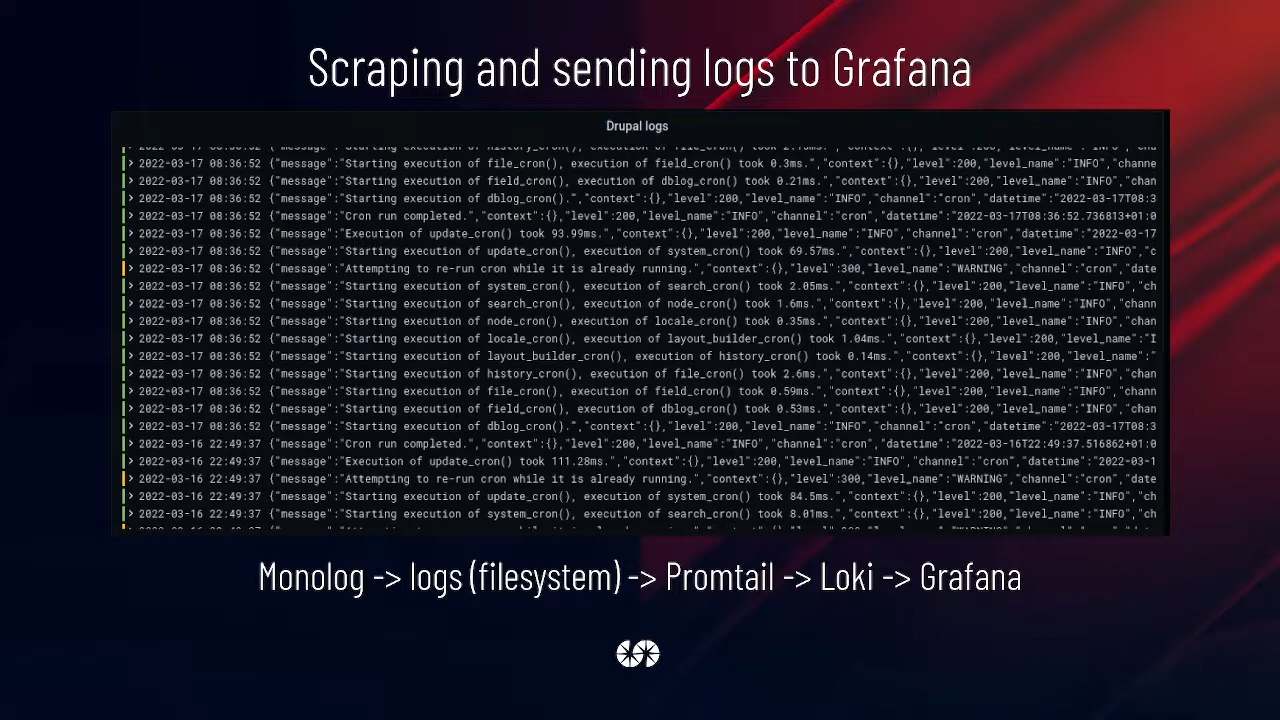 Scraping and sending logs to Grafana
Drupal logs
> 2022-03-17 08:36:52 {"message":"Starting execution of file_cron(), execution of field_cron() took 0.3ms.","context":{},"level":200,"level_name":"INFO","channe
> 2022-03-17 08:36:52 {"message":"Starting execution of field_cron(), execution of dblog_cron() took 0.21ms.","context":{},"level":200,"level_name":"INFO","chan
> 2022-03-17 08:36:52 {"message":"Starting execution of dblog_cron().","context":{},"level":200,"level_name":"INFO","channel":"cron","datetime":"2022-03-17T08:3
> 2022-03-17 08:36:52 {"message":"Cron run completed.","context":{},"level":200,"level_name":"INFO","channel":"cron","datetime":"2022-03-17T08:36:52.736813+01:0
> 2022-03-17 08:36:52 {"message":"Execution of update_cron() took 93.99ms.","context":{},"level":200,"level_name":"INFO","channel":"cron","datetime":"2022-03-17
> 2022-03-17 08:36:52 {"message":"Starting execution of update_cron(), execution of system_cron() took 69.57ms.","context":{},"level":200,"level_name":"INFO","c
> 2022-03-17 08:36:52 {"message":"Attempting to re-run cron while it is already running.","context":{},"level":300,"level_name":"WARNING","channel":"cron","date
> 2022-03-17 08:36:52 {"message":"Starting execution of system_cron(), execution of search_cron() took 2.05ms.","context":{},"level":200,"level_name":"INFO","ch
> 2022-03-17 08:36:52 {"message":"Starting execution of search_cron(), execution of node_cron() took 1.6ms.","context":{},"level":200,"level_name":"INFO","chann
> 2022-03-17 08:36:52 {"message":"Starting execution of node_cron(), execution of locale_cron() took 0.35ms.","context":{},"level":200,"level_name":"INFO","chan
> 2022-03-17 08:36:52 {"message":"Starting execution of locale_cron(), execution of layout_builder_cron() took 1.04ms.","context":{},"level":200,"level_name":"I
> 2022-03-17 08:36:52 {"message":"Starting execution of layout_builder_cron(), execution of history_cron() took 0.14ms.","context":{},"level":200,"level_name":"
> 2022-03-17 08:36:52 {"message":"Starting execution of history_cron(), execution of file_cron() took 2.6ms.","context":{},"level":200,"level_name":"INFO","chan
> 2022-03-17 08:36:52 {"message":"Starting execution of file_cron(), execution of field_cron() took 0.59ms.","context":{},"level":200,"level_name":"INFO","chan
> 2022-03-17 08:36:52 {"message":"Starting execution of field_cron(), execution of dblog_cron() took 0.53ms.","context":{},"level":200,"level_name":"INFO","chan
> 2022-03-17 08:36:52 {"message":"Starting execution of dblog_cron().","context":{},"level":200,"level_name":"INFO","channel":"cron","datetime":"2022-03-17T08:3
> 2022-03-16 22:49:37 {"message":"Cron run completed.","context":{},"level":200,"level_name":"INFO","channel":"cron","datetime":"2022-03-16T22:49:37.516862+01:0
> 2022-03-16 22:49:37 {"message":"Execution of update_cron() took 111.28ms.","context":{},"level":200,"level_name":"INFO","channel":"cron","datetime":"2022-03-1
> 2022-03-16 22:49:37 {"message":"Attempting to re-run cron while it is already running.","context":{},"level":300,"level_name":"WARNING","channel":"cron","date
> 2022-03-16 22:49:37 {"message":"Starting execution of update_cron(), execution of system_cron() took 84.5ms.","context":{},"level":200,"level_name":"INFO","ch
> 2022-03-16 22:49:37 {"message":"Starting execution of system_cron(), execution of search_cron() took 8.01ms.","context":{},"level":200,"level_name":"INFO","ch
Monolog -> logs (filesystem) -> Promtail -> Loki -> Grafana